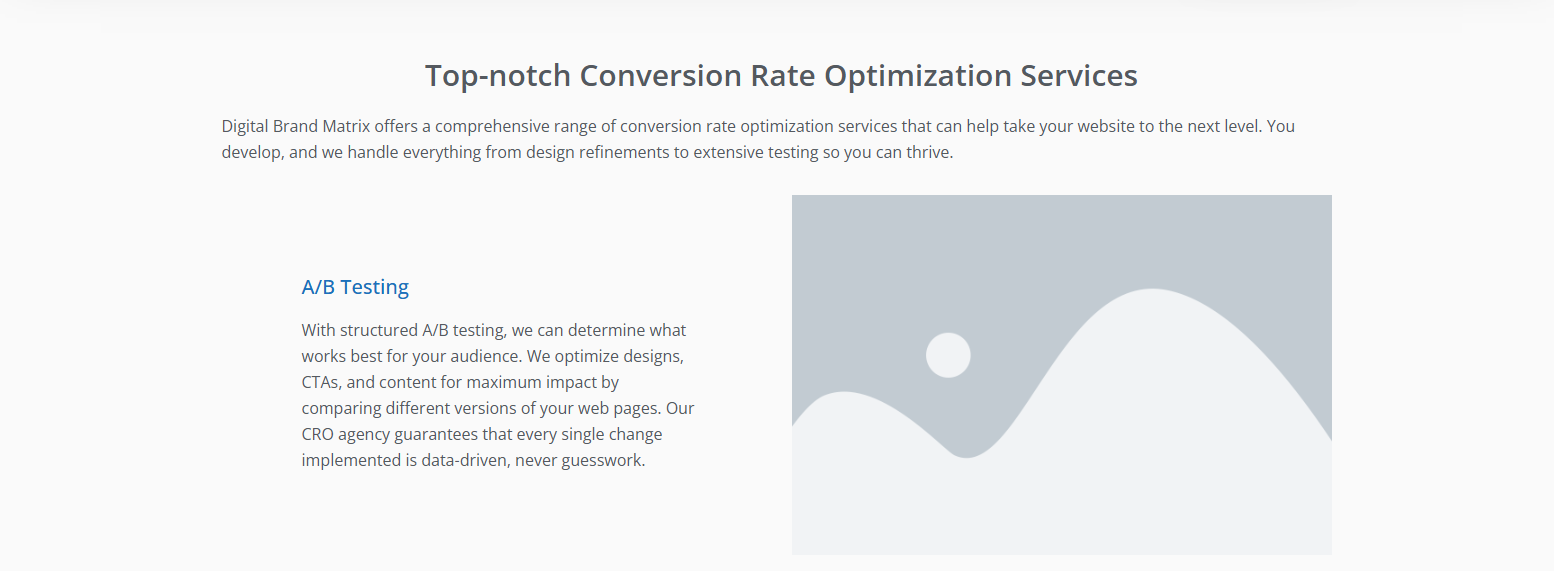 Top-notch Conversion Rate Optimization Services
Digital Brand Matrix offers a comprehensive range of conversion rate optimization services that can help take your website to the next level. You
develop, and we handle everything from design refinements to extensive testing so you can thrive.
A/B Testing
With structured A/B testing, we can determine what
works best for your audience. We optimize designs,
CTAs, and content for maximum impact by
comparing different versions of your web pages. Our
CRO agency guarantees that every single change
implemented is data-driven, never guesswork.